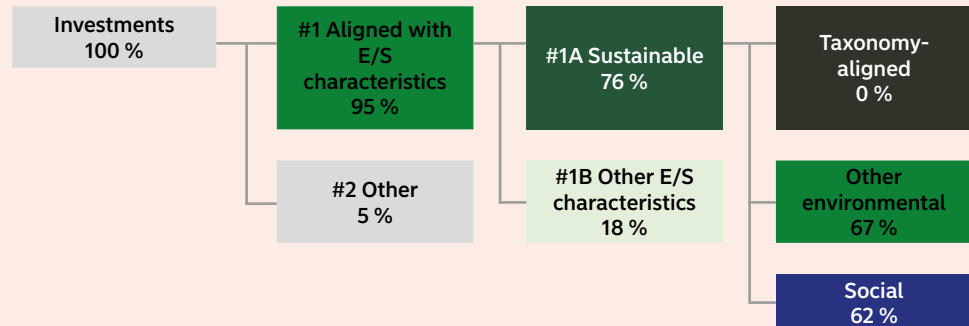 Investments
100 %
#1 Aligned with
E/S
characteristics
95 %
#1A Sustainable
76 %
Taxonomy-
aligned
0 %
#2 Other
5 %
#1B Other E/S
characteristics
18 %
Other
environmental
67 %
Social
62 %